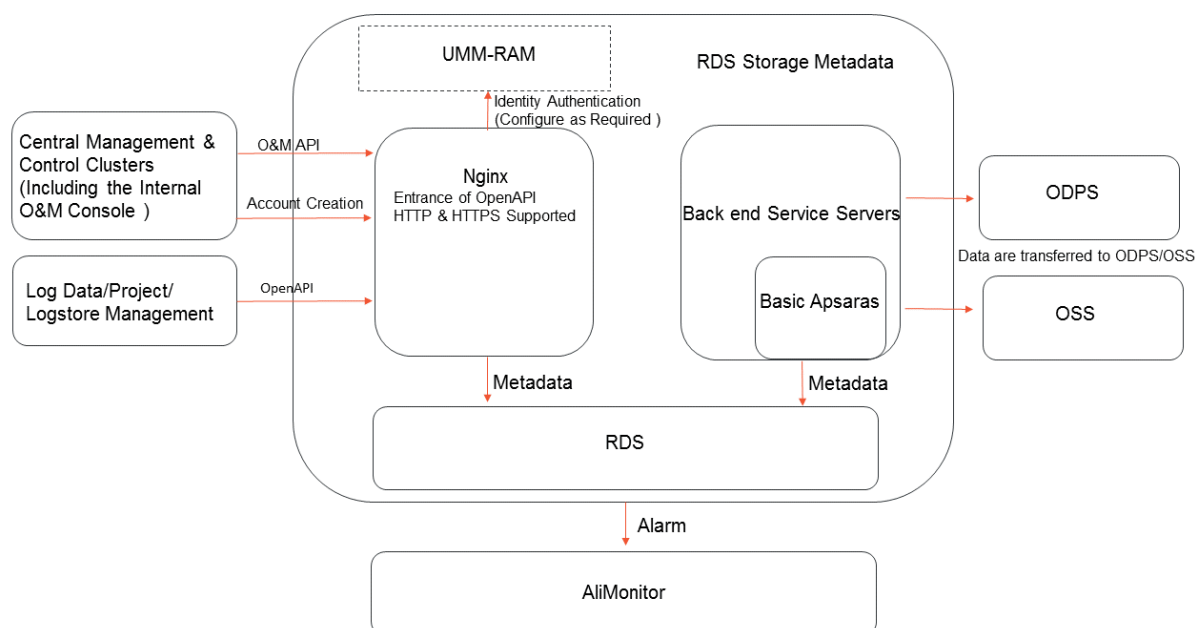 UMM-RAM
RDS Storage Metadata
Identity Authentication
(Configure as Required )
Central Management &
Control Clusters
(Including the Internal
O&M Console )
O&M API
Account Creation
Nginx
Entrance of OpenAPI
HTTP & HTTPS Supported
Back end Service Servers
ODPS
Data are transferred to ODPS/OSS
Log Data/Project/
Logstore Management
OpenAPI
Basic Apsaras
OSS
Metadata
Metadata
RDS
Alarm
AliMonitor